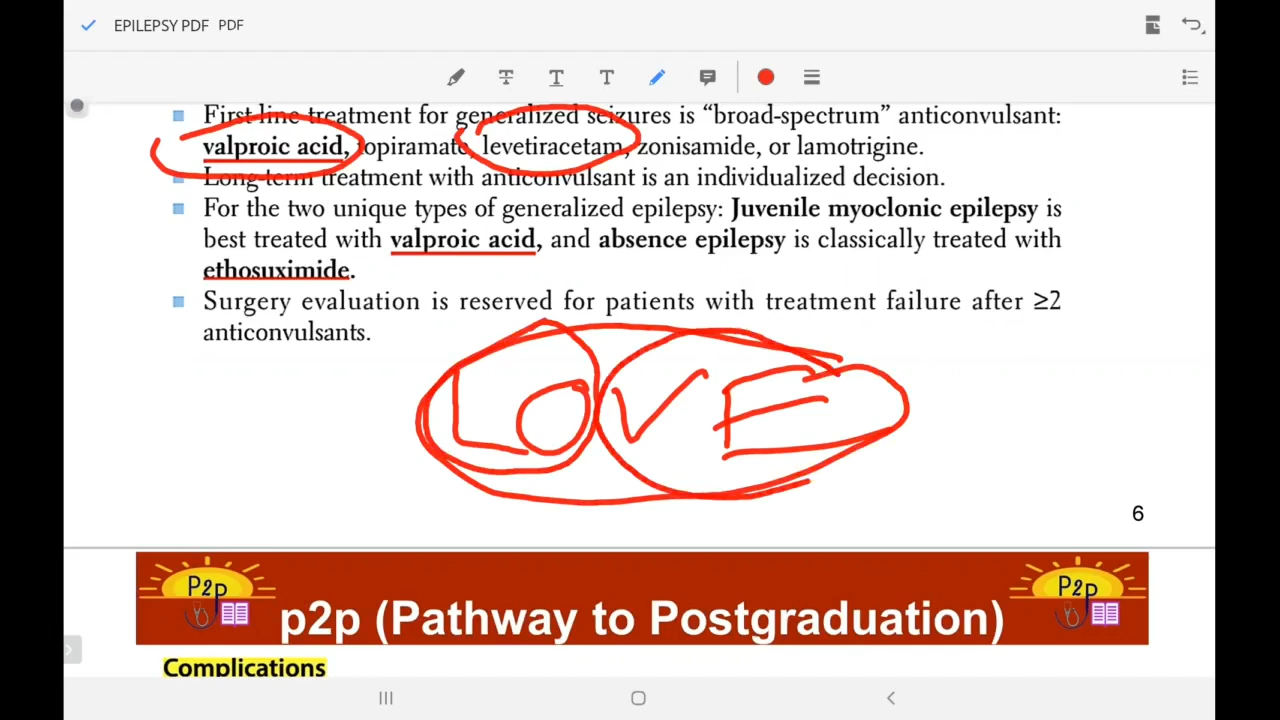 EPILEPSY PDF PDF
First line treatment for generalized seizures is “broad-spectrum” anticonvulsant:
valproic acid, topiramate, levetiracetam, zonisamide, or lamotrigine.
Long-term treatment with anticonvulsant is an individualized decision.
For the two unique types of generalized epilepsy: Juvenile myoclonic epilepsy is
best treated with valproic acid, and absence epilepsy is classically treated with
ethosuximide.
Surgery evaluation is reserved for patients with treatment failure after ≥2
anticonvulsants.
LOVE
6
P2p P2p
p2p (Pathway to Postgraduation)
Complications